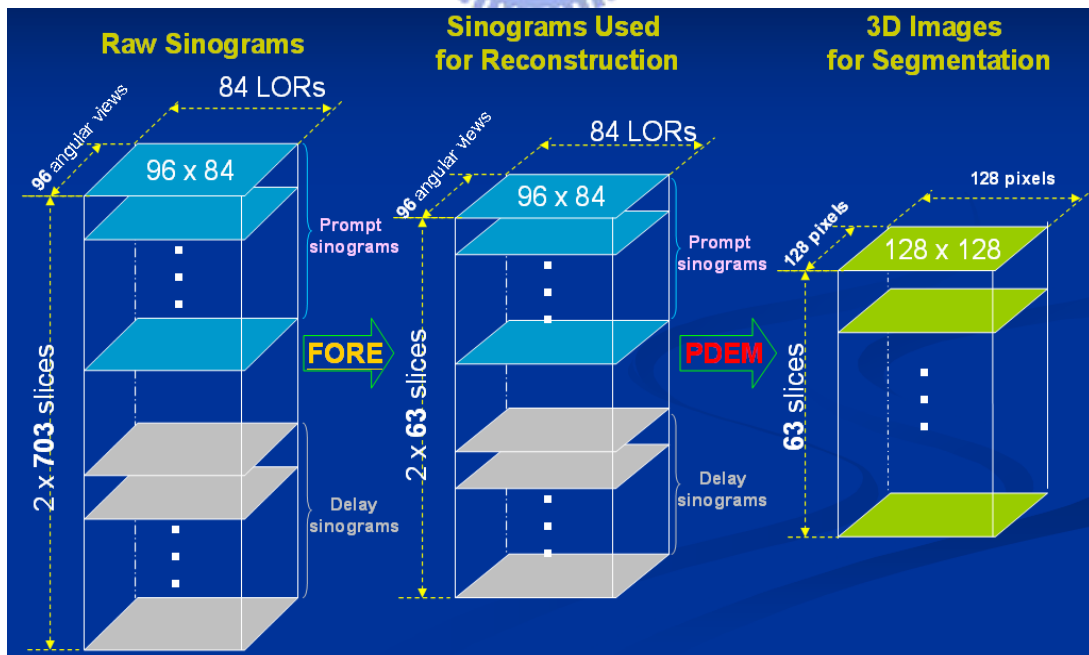 Raw Sinograms
84 LORs
96 angular views
96 x 84
Prompt
sinograms
2 x 703 slices
Delay
sinograms
FORE
Sinograms Used
for Reconstruction
84 LORs
96 angular views
96 x 84
Prompt
sinograms
2 x 63 slices
Delay
sinograms
PDEM
3D Images
for Segmentation
128 pixels
128 pixels
128 x 128
63 slices